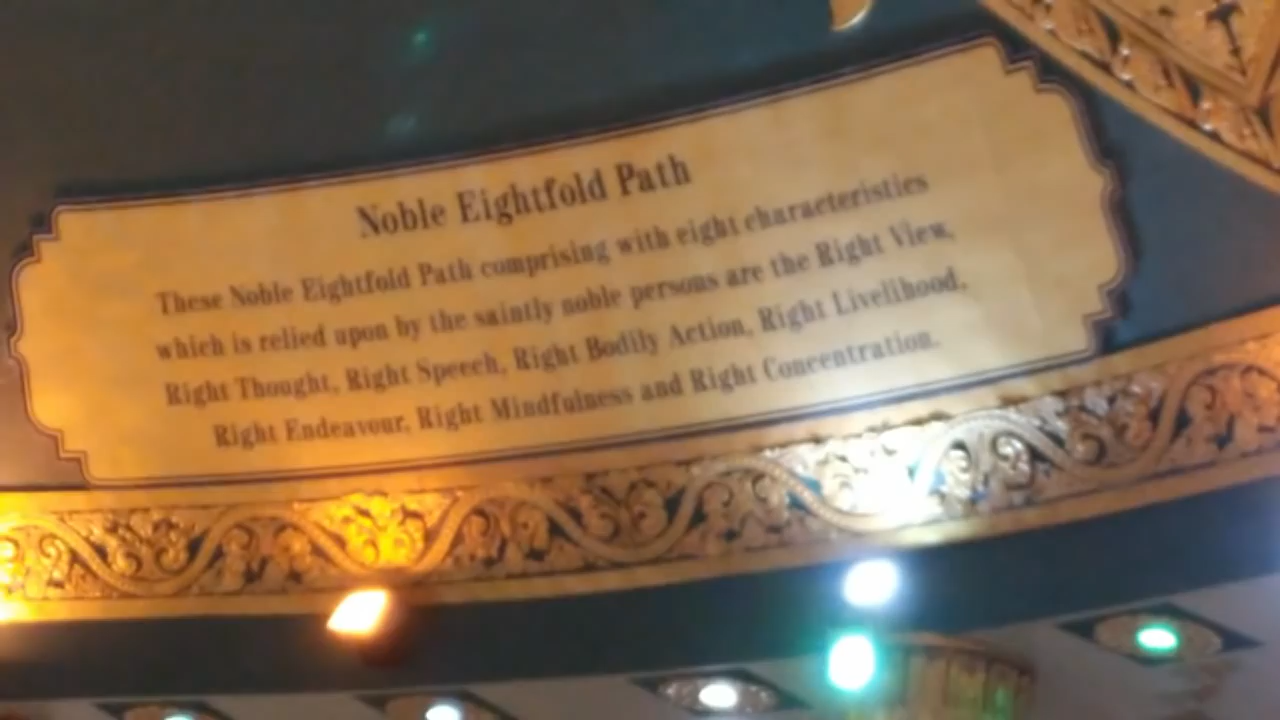 Noble Eightfold Path
These Noble Eightfold Path comprising with eight characteristies
which is relied upon by the saintly noble persons are the Right View,
Right Thought, Right Speech, Right Bodily Action, Right Livelihood,
Right Endeavour, Right Mindfulness and Right Concentration.